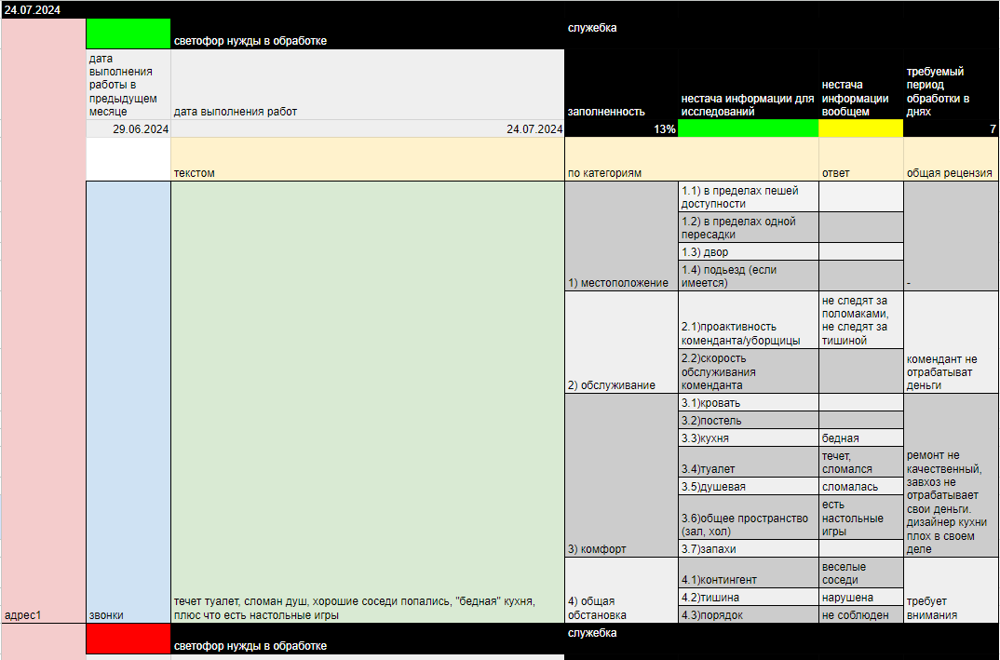 24.07.2024
светофор нужды в обработке
служебка
дата
выполнения
работы в
предыдущем
месяце
дата выполнения работ
заполненность
нестача информации для
исследований
нестача
информации
вообщем
требуемый
период
обработки в
днях
29.06.2024
24.07.2024
13%
7
текстом
по категориям
ответ
общая рецензия
1.1) в пределах пешей
доступности
1.2) в пределах одной
пересадки
1.3) двор
1.4) подьезд (если
имеется)
1) местоположение
-
2.1)проактивность
коменданта/уборщицы
не следят за
поломаками,
не следят за
тишиной
2.2)скорость
обслуживания
коменданта
2) обслуживание
комендант не
отрабатыват
деньги
3.1)кровать
3.2)постель
3.3)кухня
бедная
3.4)туалет
течет,
сломался
3.5)душевая
сломалась
3.6)общее пространство
(зал, хол)
есть
настольные
игры
3.7)запахи
3) комфорт
ремонт не
качественный,
завхоз не
отрабатывает
свои деньги.
дизайнер кухни
плох в своем
деле
4.1)контингент
веселые
соседи
4.2)тишина
нарушена
4.3)порядок
не соблюден
4) общая
обстановка
требует
внимания
адрес1
звонки
течет туалет, сломан душ, хорошие соседи попались, "бедная" кухня,
плюс что есть настольные игры
светофор нужды в обработке
служебка